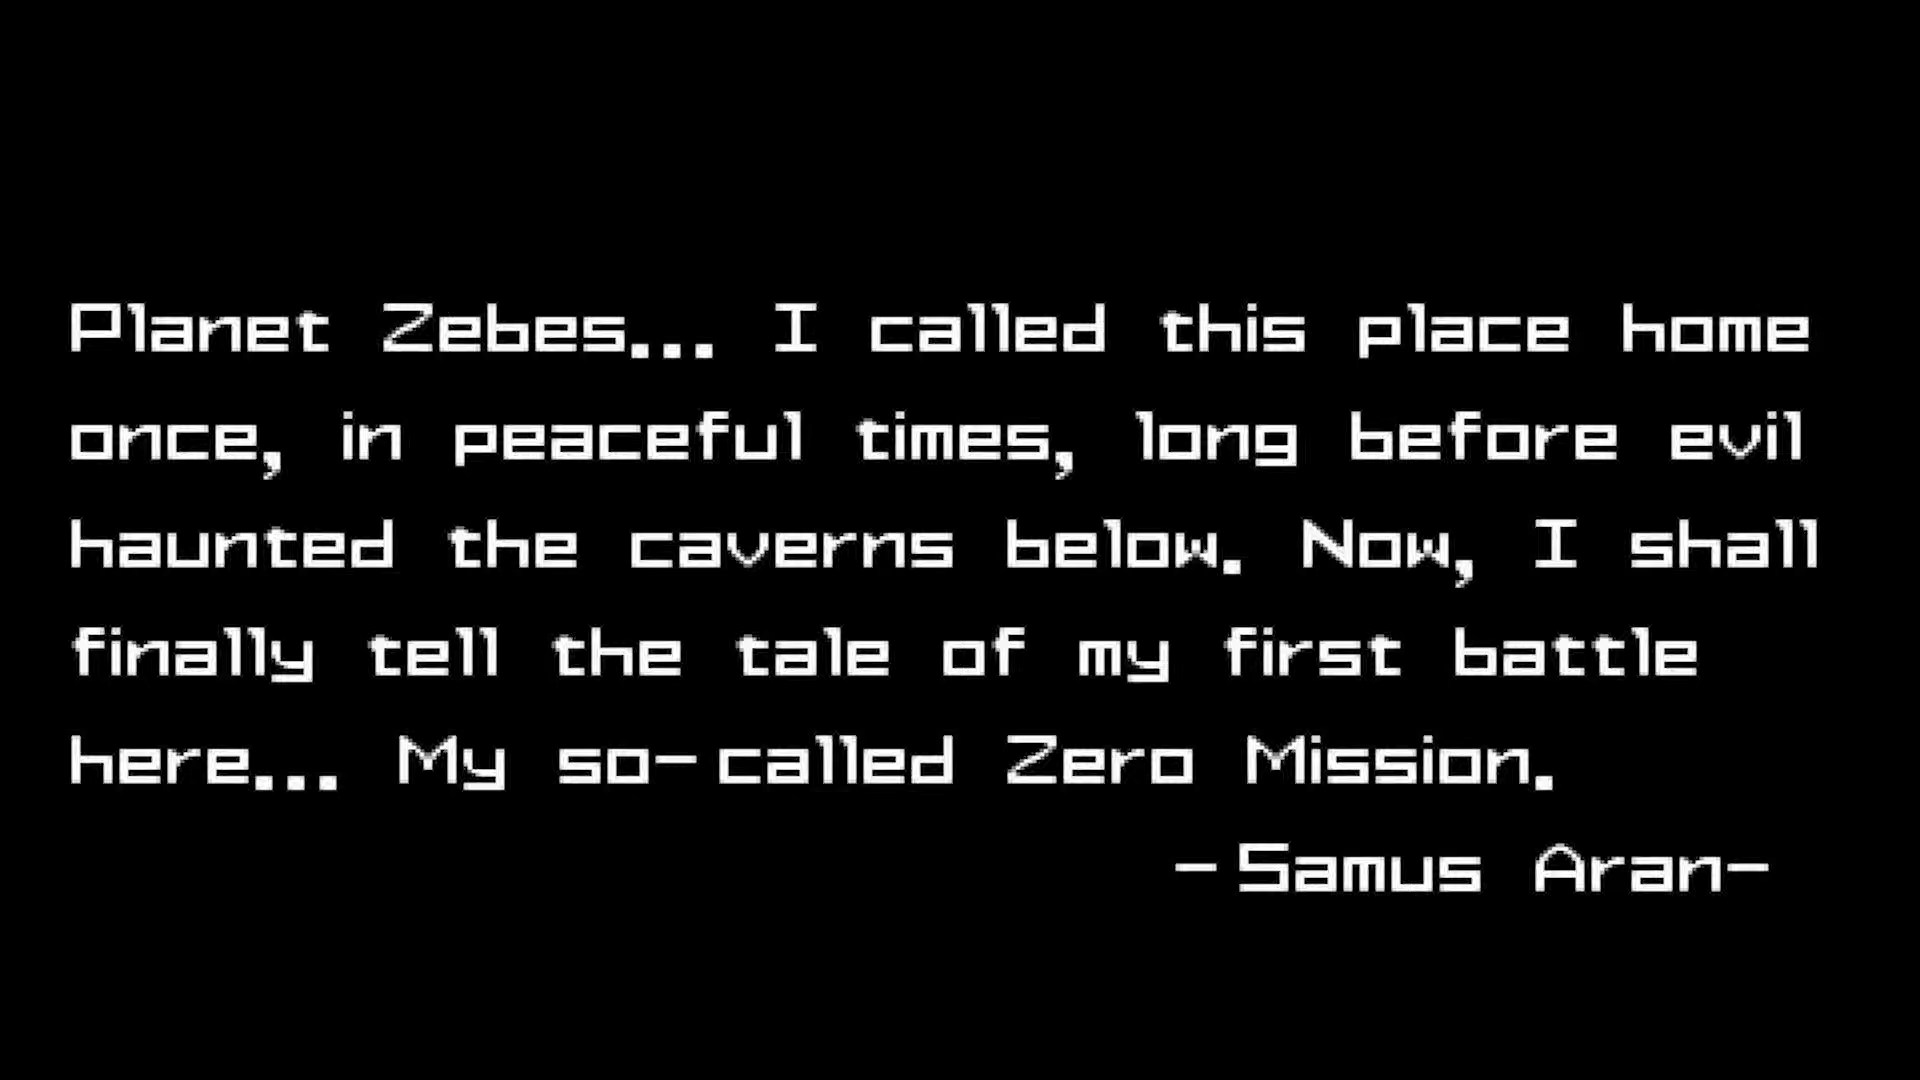 Planet Zebes... I called this place home
once, in peaceful times, long before evil
haunted the caverns below. Now, I shall
finally tell the tale of my first battle
here... My so-called Zero Mission.
-Samus Aran-